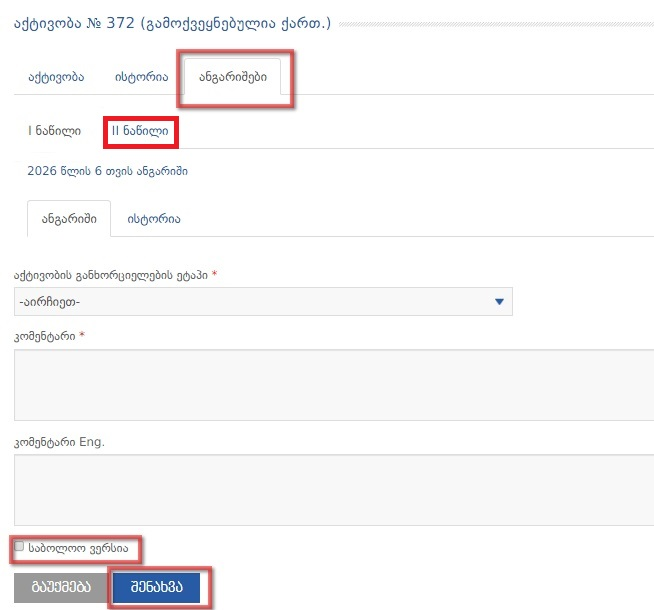 აქტივობა № 372 (გამოქვეყნებულია ქართ.)
აქტივობა ისტორია ანგარიშები
I ნაწილი II ნაწილი
2026 წლის 6 თვის ანგარიში
ანგარიში ისტორია
აქტივობის განხორციელების ეტაპი *
-აირჩიეთ-
კომენტარი *
კომენტარი Eng.
საბოლოო ვერსია
გაუქმება შენახვა